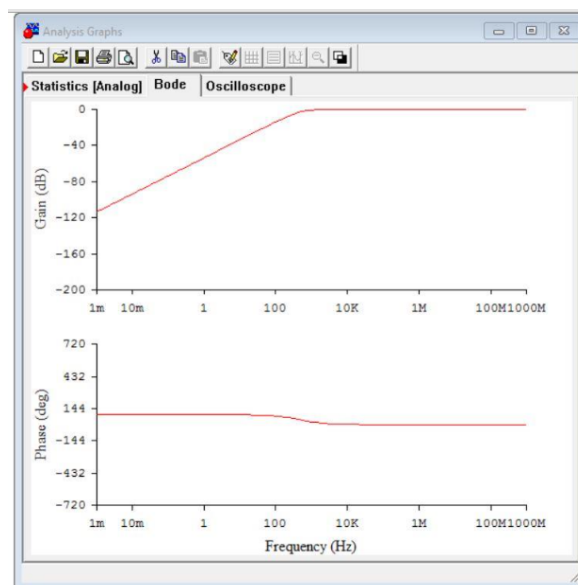 Analysis Graphs
Statistics [Analog] Bode Oscilloscope
Gain (dB)
0
-40
-80
-120
-160
-200
1m 10m 1 100 10K 1M 100M1000M
Phase (deg)
720
432
144
-144
-432
-720
1m 10m 1 100 10K 1M 100M1000M
Frequency (Hz)